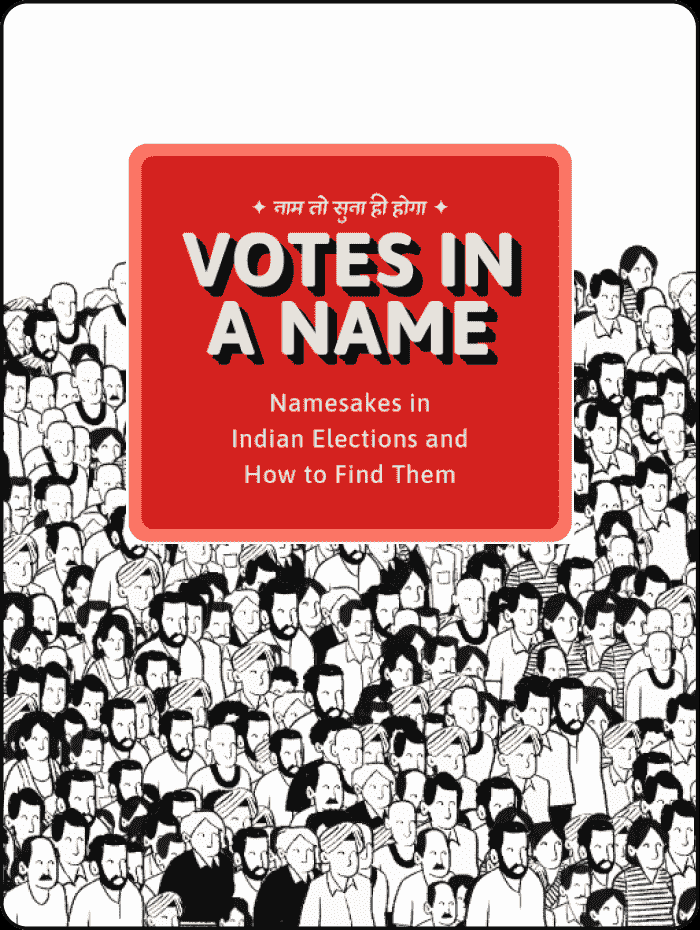 ✦ नाम तो सुना ही होगा ✦
VOTES IN
A NAME
Namesakes in
Indian Elections and
How to Find Them